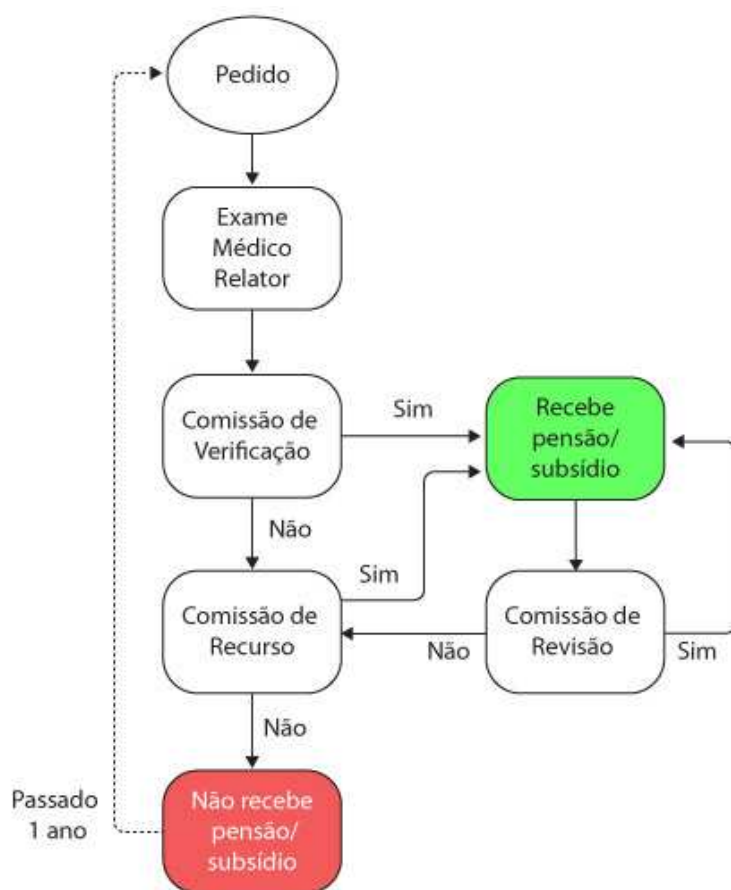 Pedido
Exame
Médico
Relator
Comissão de
Verificação
Sim
Recebe
pensão/
subsídio
Não
Sim
Comissão de
Recurso
Não
Comissão de
Revisão
Sim
Não
Passado
1 ano
Não recebe
pensão/
subsídio